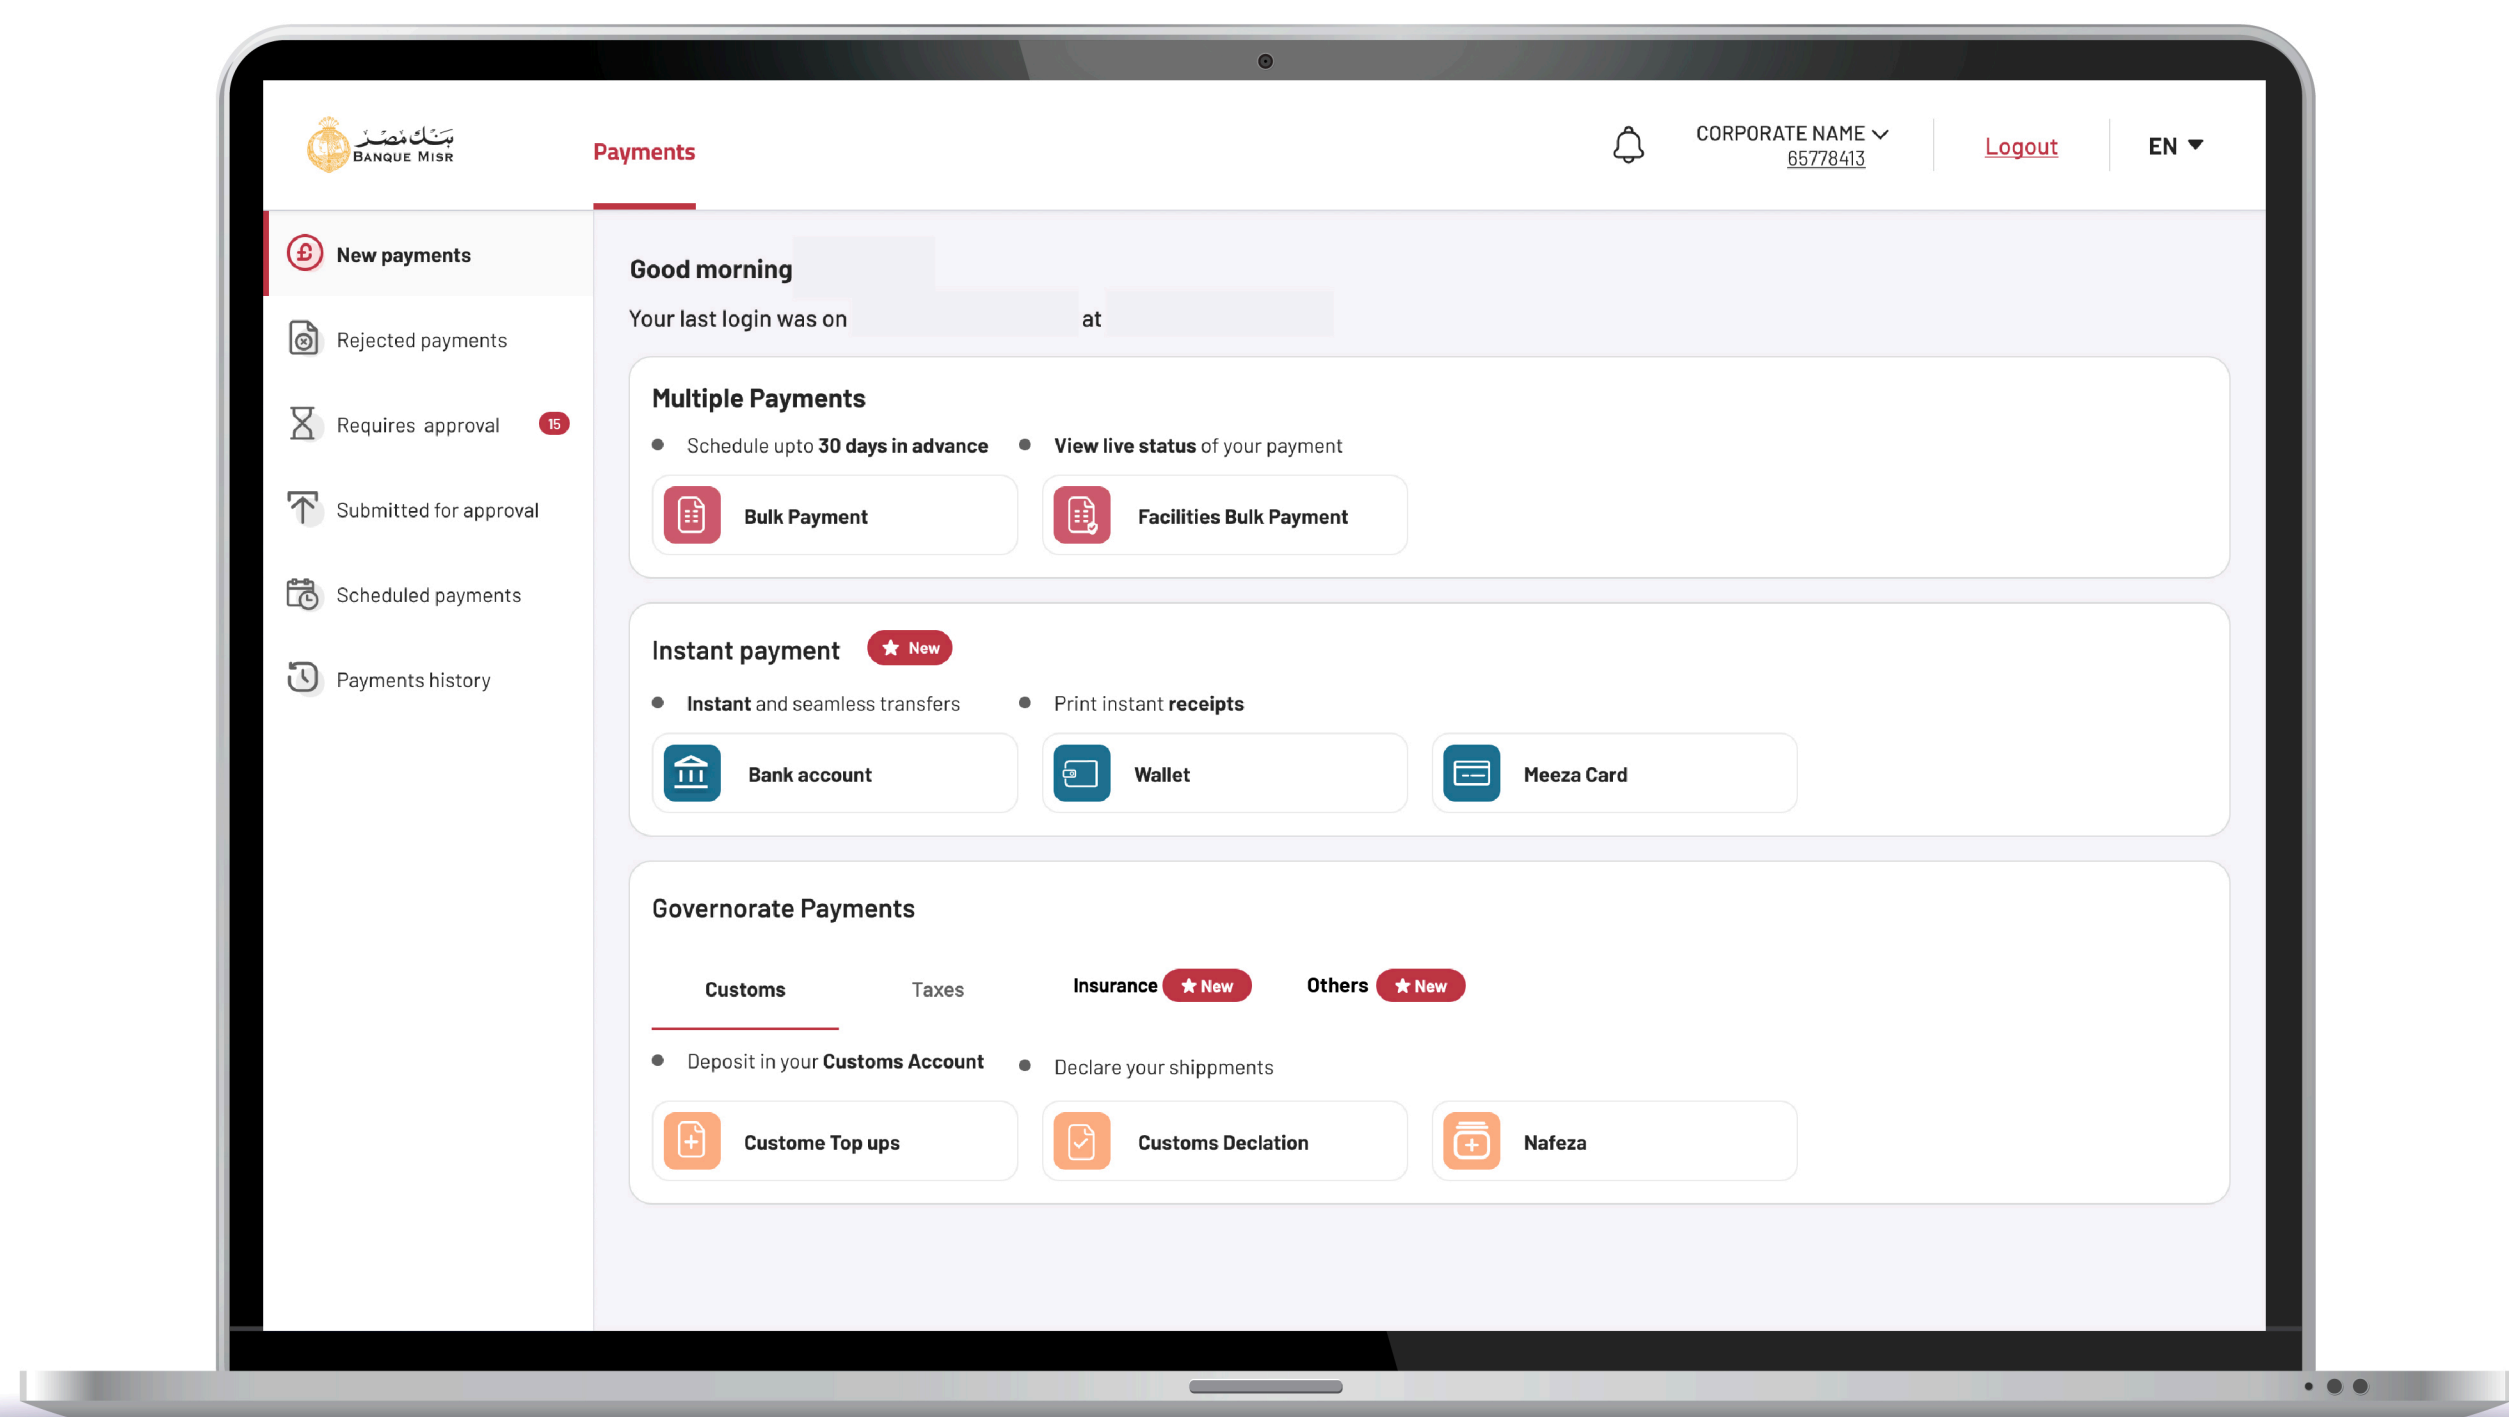 بنك مصر
BANQUE MISR
Payments
CORPORATE NAME
65778413
Logout
EN
New payments
Rejected payments
Requires approval 15
Submitted for approval
Scheduled payments
Payments history
Good morning
Your last login was on at
Multiple Payments
Schedule upto 30 days in advance
View live status of your payment
Bulk Payment
Facilities Bulk Payment
Instant payment New
Instant and seamless transfers
Print instant receipts
Bank account
Wallet
Meeza Card
Governorate Payments
Customs
Taxes
Insurance New
Others New
Deposit in your Customs Account
Declare your shippments
Custome Top ups
Customs Declation
Nafeza